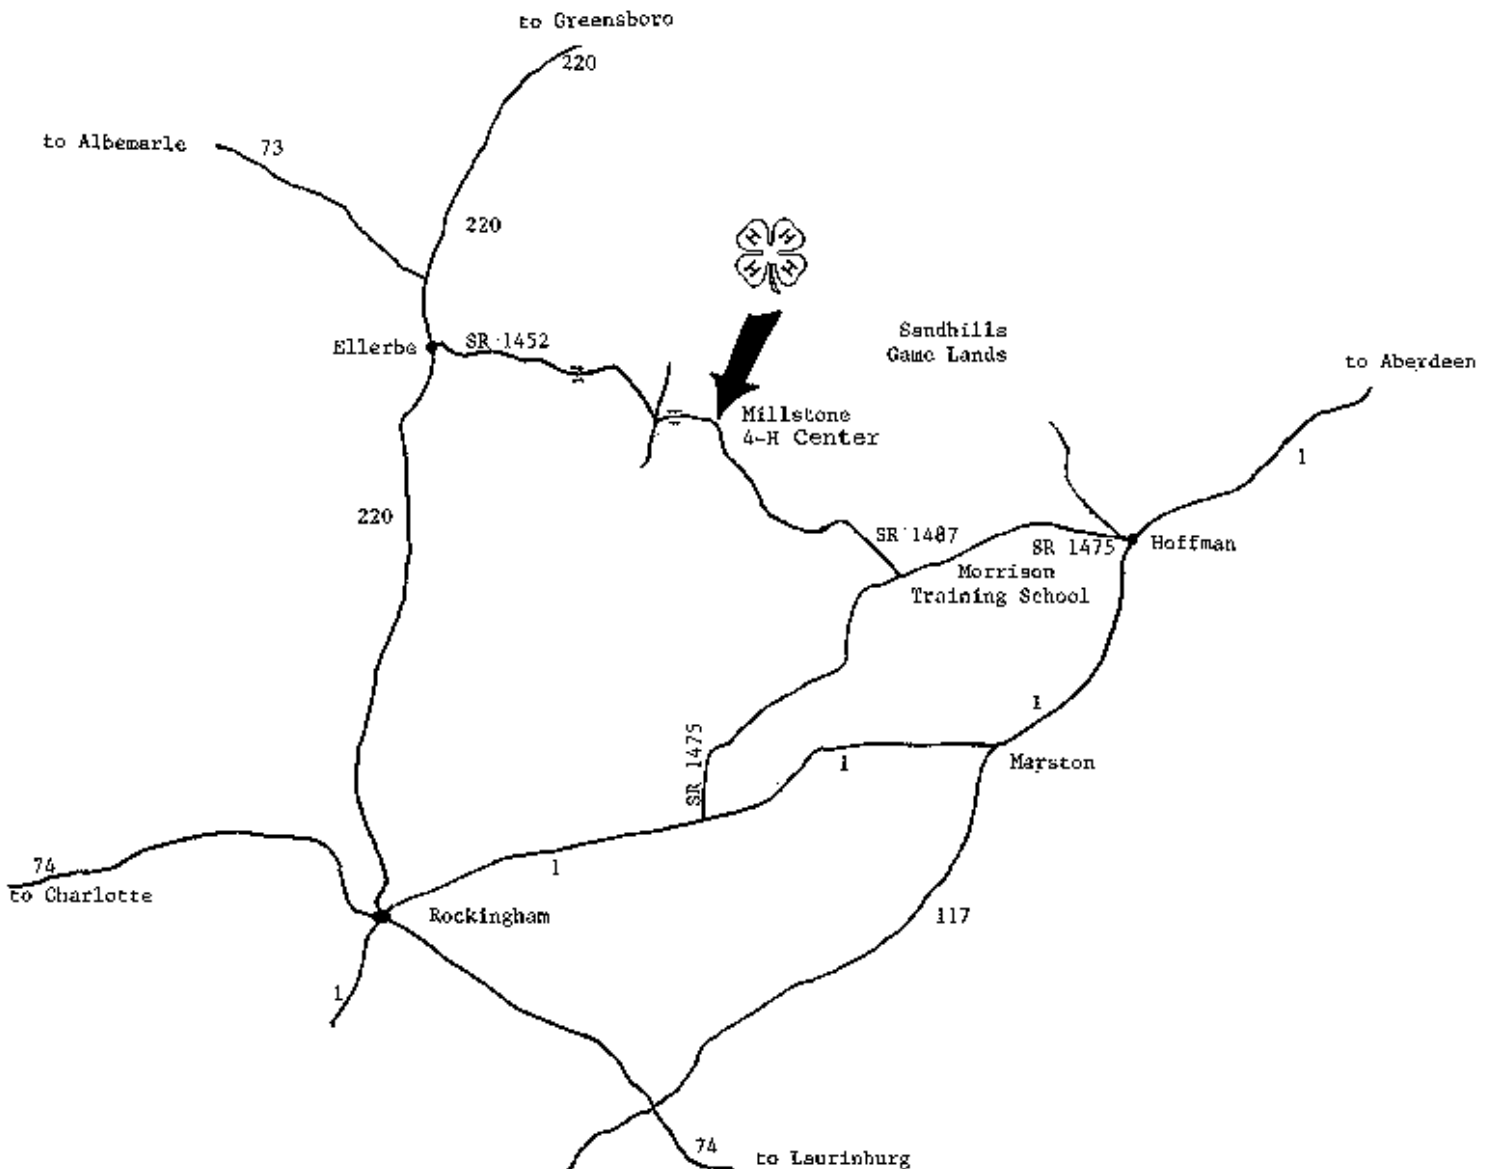 to Greensboro
220
to Albemarle
73
220
H H
H H
Sandhills
Game Lands
Ellerbe
SR 1452
to Aberdeen
Millstone
4-H Center
1
220
SR 1487
SR 1475
Hoffman
Morrison
Training School
1
SR 1475
1
Marston
74
to Charlotte
1
Rockingham
117
1
74
to Laurinburg